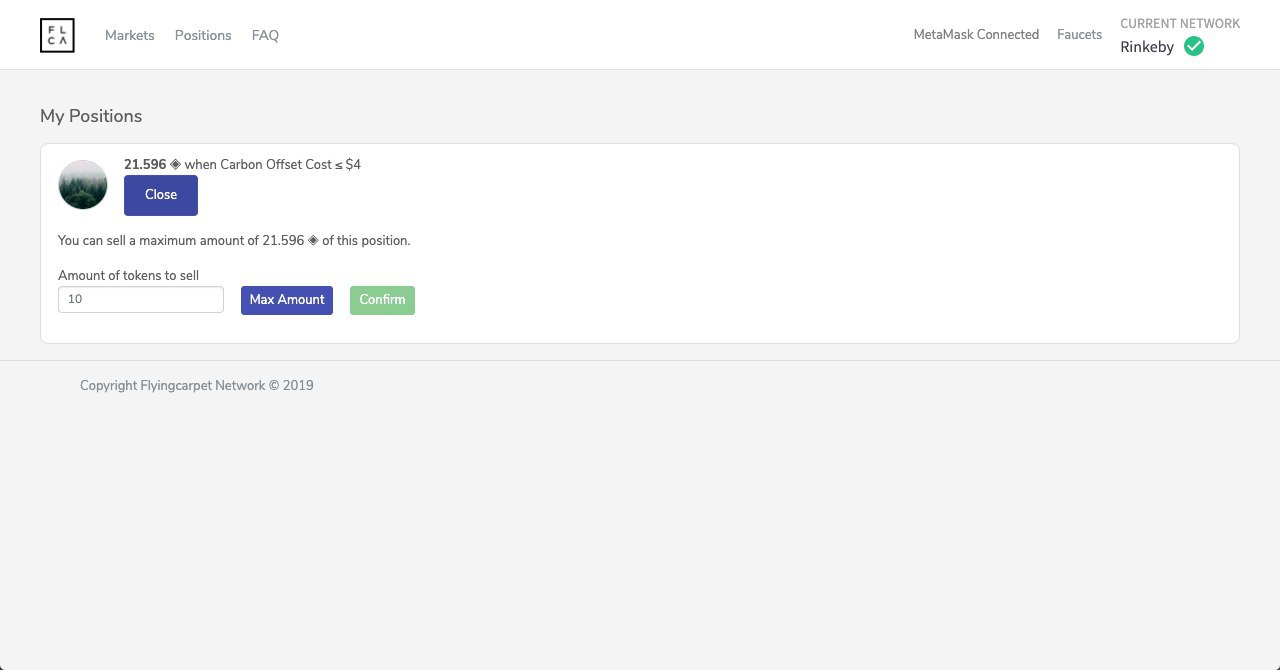 FL
CA
Markets Positions FAQ
MetaMask Connected Faucets
CURRENT NETWORK
Rinkeby
My Positions
21.596 ◈ when Carbon Offset Cost ≤ $4
Close
You can sell a maximum amount of 21.596 ◈ of this position.
Amount of tokens to sell
10 Max Amount Confirm
Copyright Flyingcarpet Network © 2019